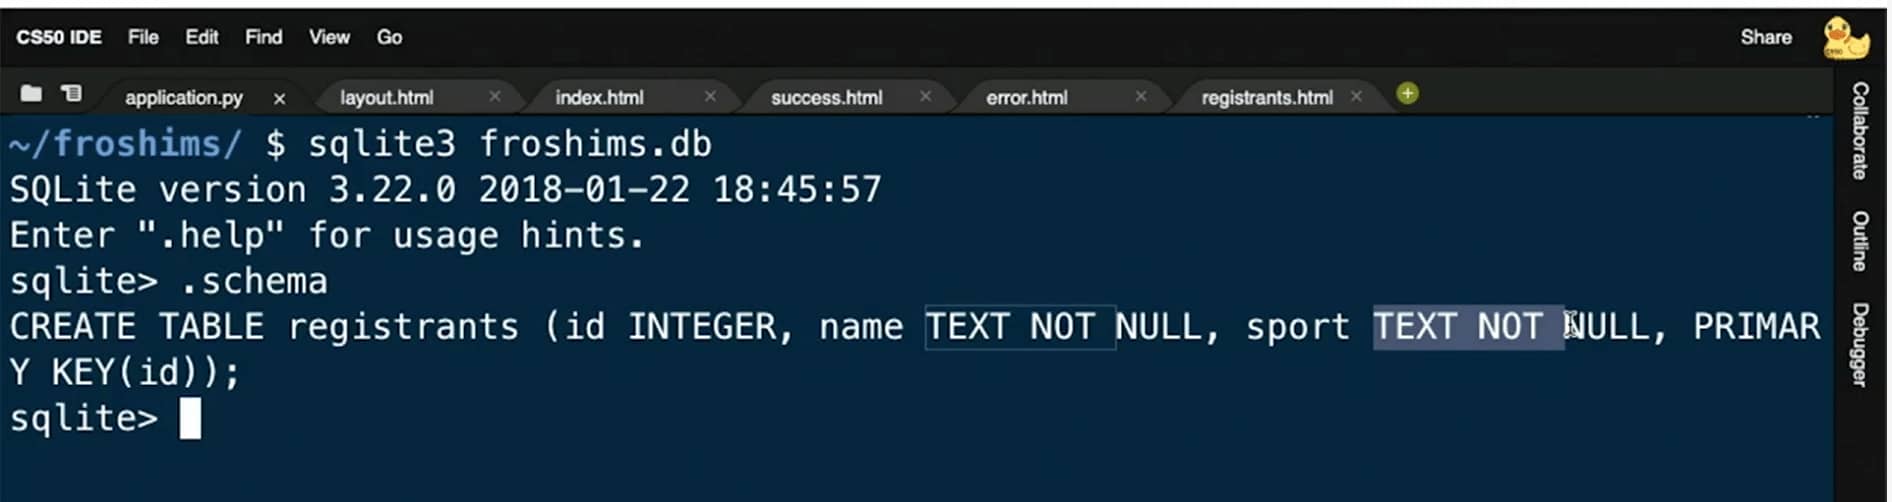 CS50 IDE File Edit Find View Go Share
application.py layout.html index.html success.html error.html registrants.html
~/froshims/ $ sqlite3 froshims.db
SQLite version 3.22.0 2018-01-22 18:45:57
Enter ".help" for usage hints.
sqlite> .schema
CREATE TABLE registrants (id INTEGER, name TEXT NOT NULL, sport TEXT NOT NULL, PRIMAR
Y KEY(id));
sqlite>
Collaborate
Outline
Debugger